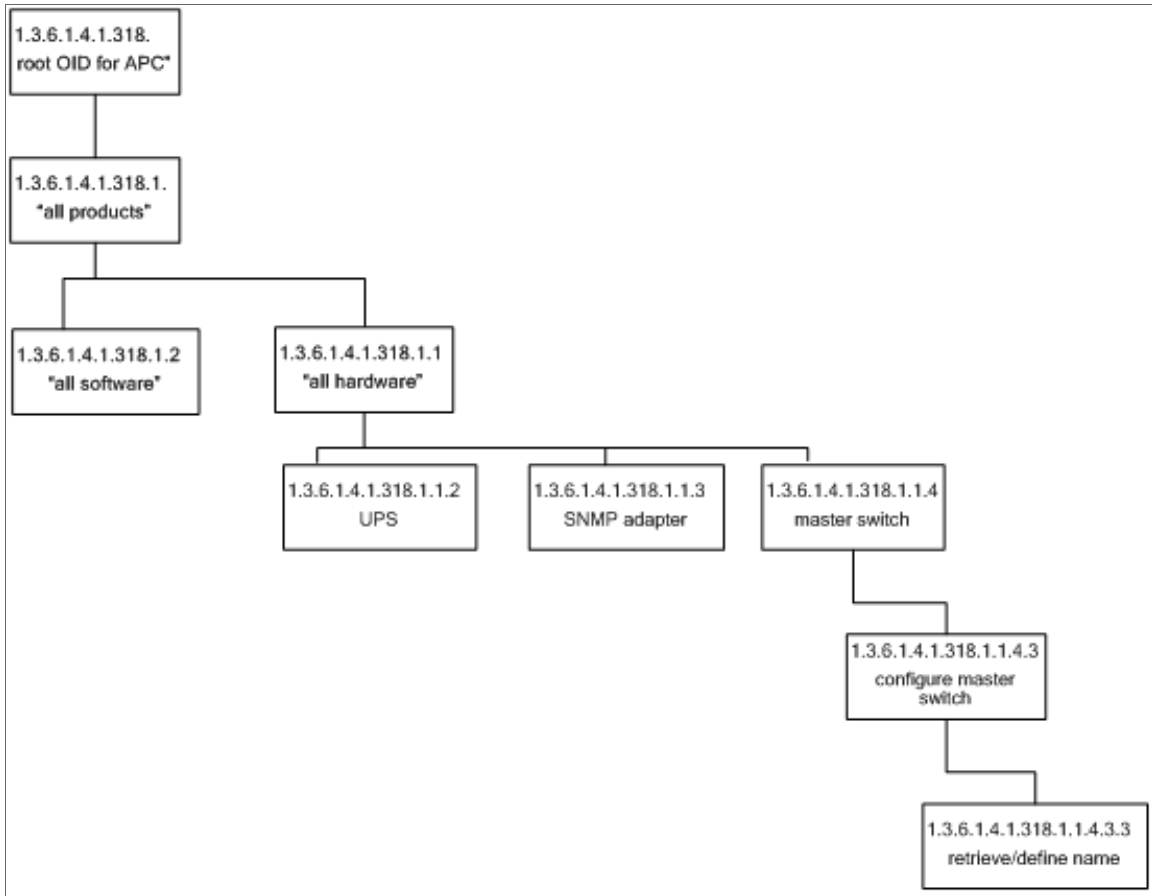 1.3.6.1.4.1.318.
root OID for APC"
1.3.6.1.4.1.318.1.
"all products"
1.3.6.1.4.1.318.1.2
"all software"
1.3.6.1.4.1.318.1.1
"all hardware"
1.3.6.1.4.1.318.1.1.2
UPS
1.3.6.1.4.1.318.1.1.3
SNMP adapter
1.3.6.1.4.1.318.1.1.4
master switch
1.3.6.1.4.1.318.1.1.4.3
configure master
switch
1.3.6.1.4.1.318.1.1.4.3.3
retrieve/define name